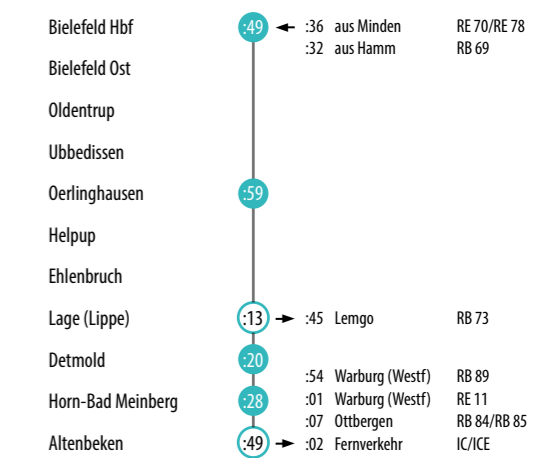 Bielefeld Hbf :49 :36 aus Minden RE 70/RE 78
:32 aus Hamm RB 69
Bielefeld Ost
Oldentrup
Ubbedissen
Oerlinghausen :59
Helpup
Ehlenbruch
Lage (Lippe) :13 :45 Lemgo RB 73
Detmold :20
:54 Warburg (Westf) RB 89
Horn-Bad Meinberg :28 :01 Warburg (Westf) RE 11
:07 Ottbergen RB 84/RB 85
Altenbeken :49 :02 Fernverkehr IC/ICE